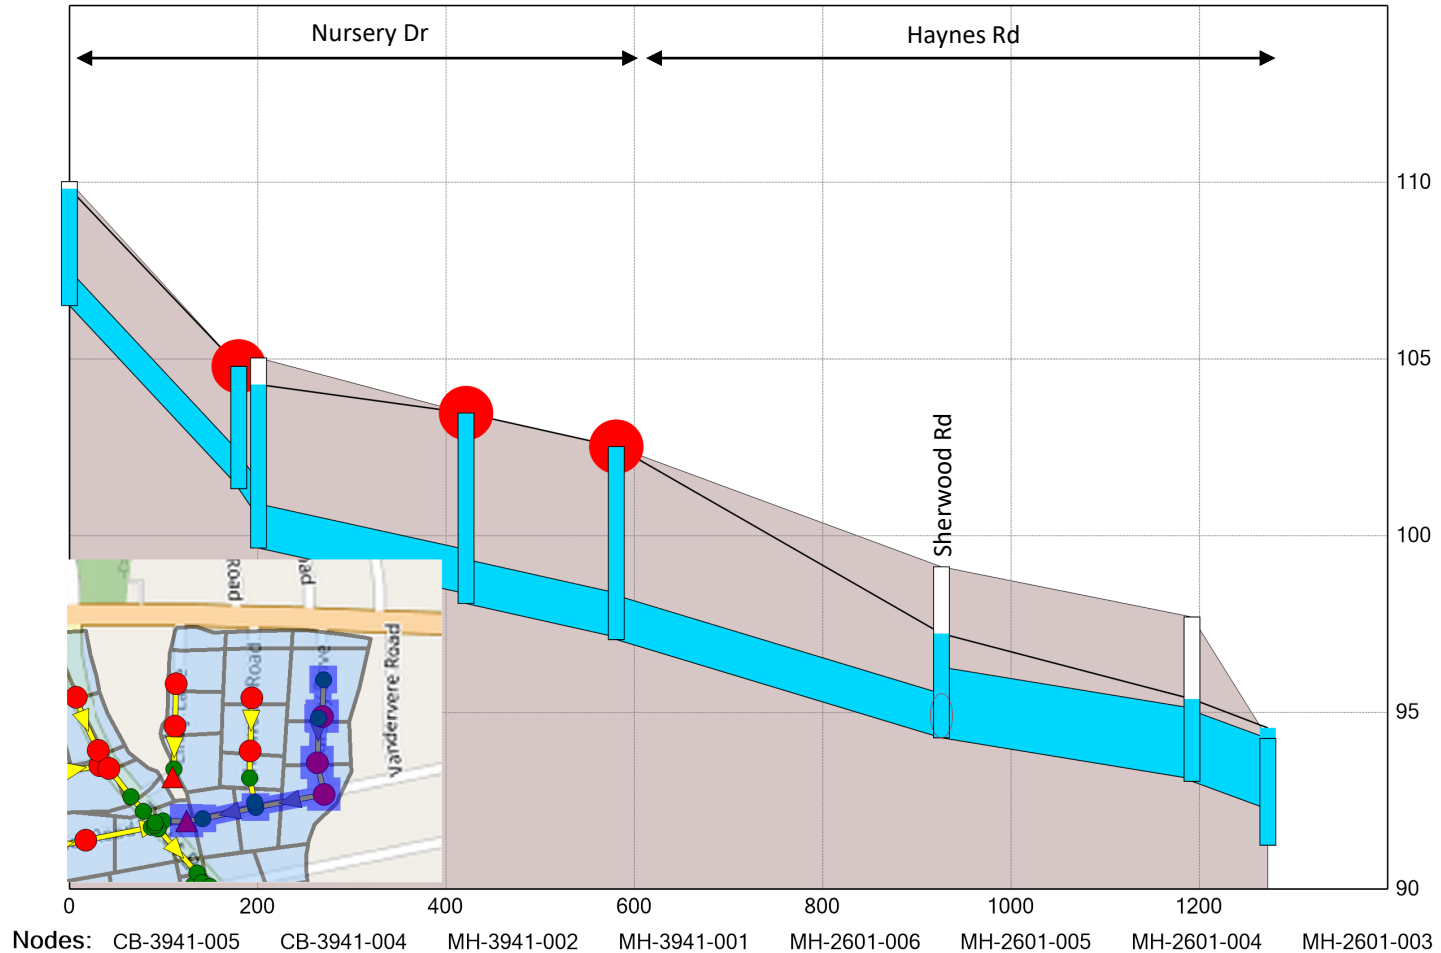 Nursery Dr
Haynes Rd
110
105
100
95
90
Sherwood Rd
Road
Road
Vandervere Road
0 200 400 600 800 1000 1200
Nodes: CB-3941-005 CB-3941-004 MH-3941-002 MH-3941-001 MH-2601-006 MH-2601-005 MH-2601-004 MH-2601-003